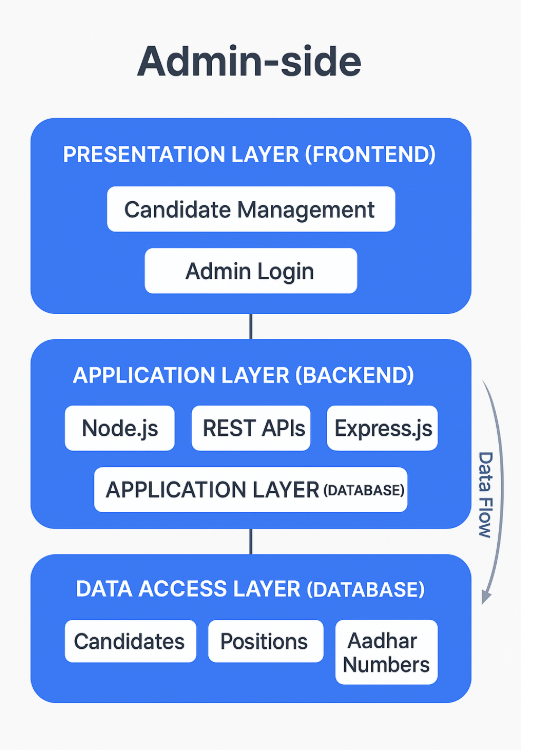 Admin-side
PRESENTATION LAYER (FRONTEND)
Candidate Management
Admin Login
APPLICATION LAYER (BACKEND)
Node.js
REST APIs
Express.js
APPLICATION LAYER (DATABASE)
Data Flow
DATA ACCESS LAYER (DATABASE)
Candidates
Positions
Aadhar
Numbers